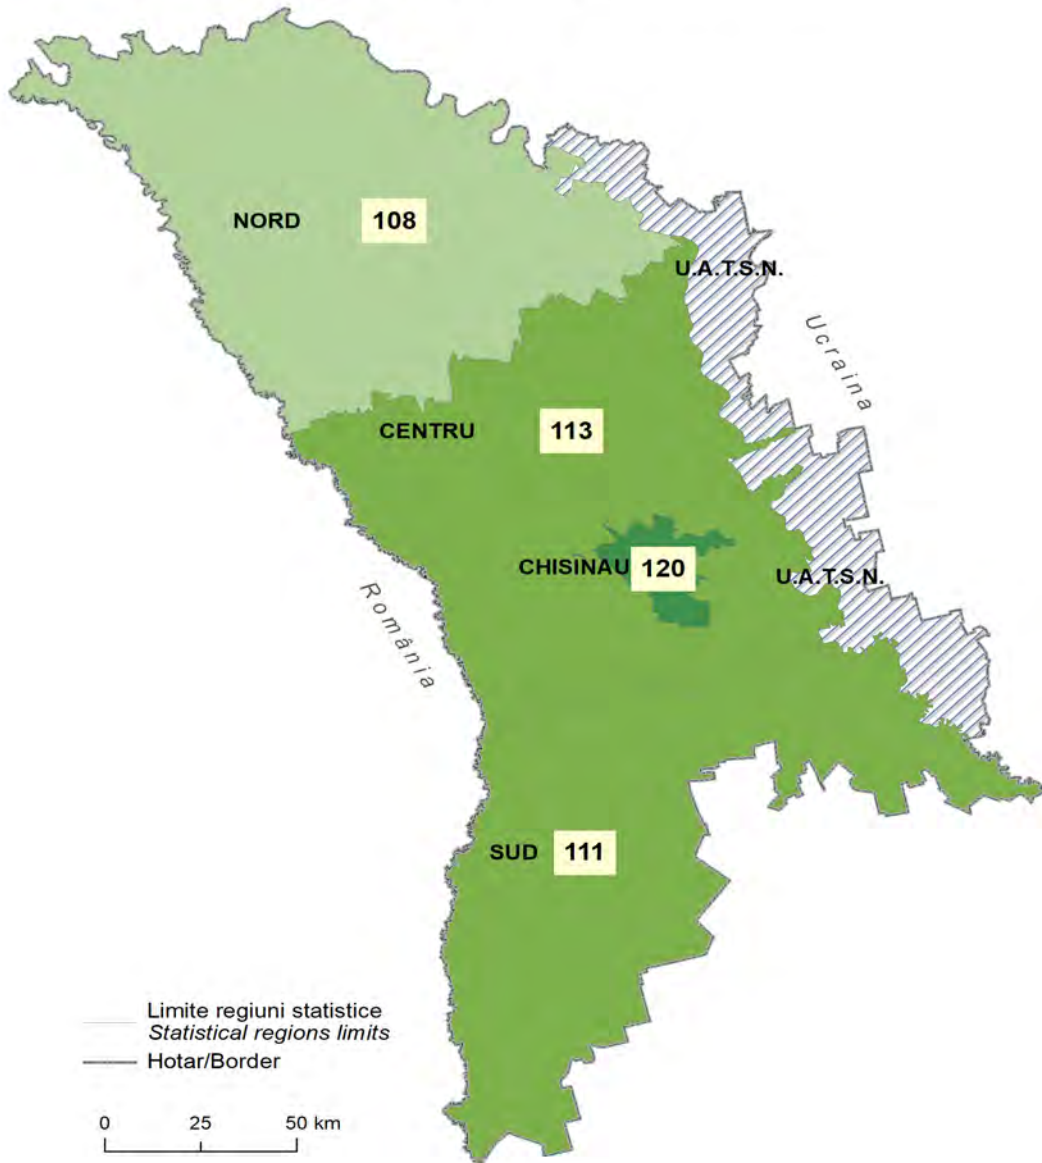 NORD 108
U.A.T.S.N.
Ucraina
CENTRU 113
CHISINAU 120
U.A.T.S.N.
România
SUD 111
Limite regiuni statistice
Statistical regions limits
Hotar/Border
0 25 50 km